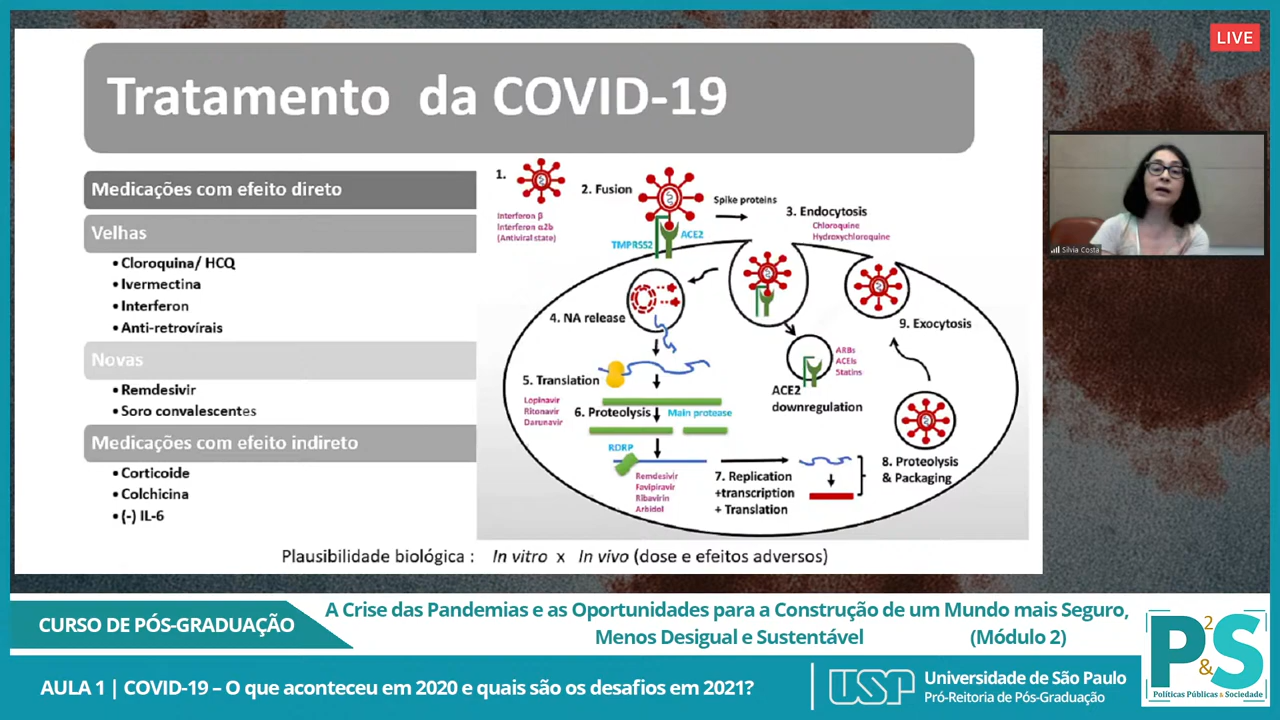 LIVE
Tratamento da COVID-19
Medicações com efeito direto
Velhas
• Cloroquina/ HCQ
• Ivermectina
• Interferon
• Anti-retrovírais
Novas
• Remdesivir
• Soro convalescentes
Medicações com efeito indireto
• Corticoide
• Colchicina
• (-) IL-6
1.
Interferon β
Interferon α2b
(Antiviral state)
2. Fusion
TMPRSS2
ACE2
Spike proteins
3. Endocytosis
Chloroquine
Hydroxychloroquine
4. NA release
9. Exocytosis
ARBs
ACEIs
Statins
ACE2
downregulation
5. Translation
Lopinavir
Ritonavir
Darunavir
6. Proteolysis
Main protease
RDRP
Remdesivir
Favipiravir
Ribavirin
Arbidol
7. Replication
+transcription
+ Translation
8. Proteolysis
& Packaging
Plausibilidade biológica : In vitro x In vivo (dose e efeitos adversos)
Silvia Costa
CURSO DE PÓS-GRADUAÇÃO
A Crise das Pandemias e as Oportunidades para a Construção de um Mundo mais Seguro,
Menos Desigual e Sustentável (Módulo 2)
AULA 1 | COVID-19 – O que aconteceu em 2020 e quais são os desafios em 2021?
USP
Universidade de São Paulo
Pró-Reitoria de Pós-Graduação
P2&S
Políticas Públicas & Sociedade